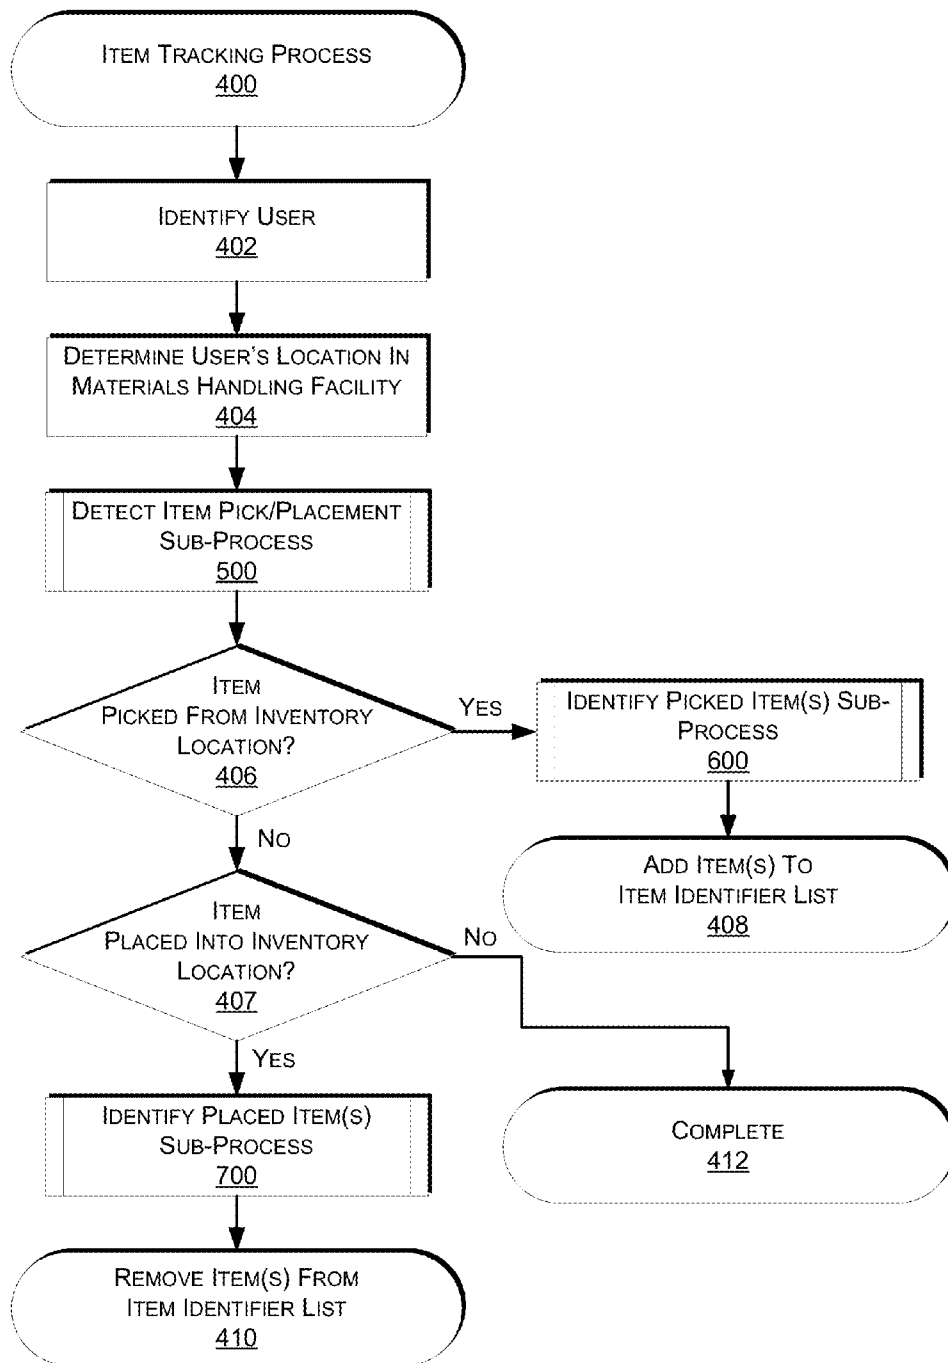 ITEM TRACKING PROCESS
400
IDENTIFY USER
402
DETERMINE USER'S LOCATION IN
MATERIALS HANDLING FACILITY
404
DETECT ITEM PICK/PLACEMENT
SUB-PROCESS
500
ITEM
PICKED FROM INVENTORY
LOCATION?
406
YES
IDENTIFY PICKED ITEM(S) SUB-
PROCESS
600
ADD ITEM(S) TO
ITEM IDENTIFIER LIST
408
NO
ITEM
PLACED INTO INVENTORY
LOCATION?
407
NO
COMPLETE
412
YES
IDENTIFY PLACED ITEM(S)
SUB-PROCESS
700
REMOVE ITEM(S) FROM
ITEM IDENTIFIER LIST
410